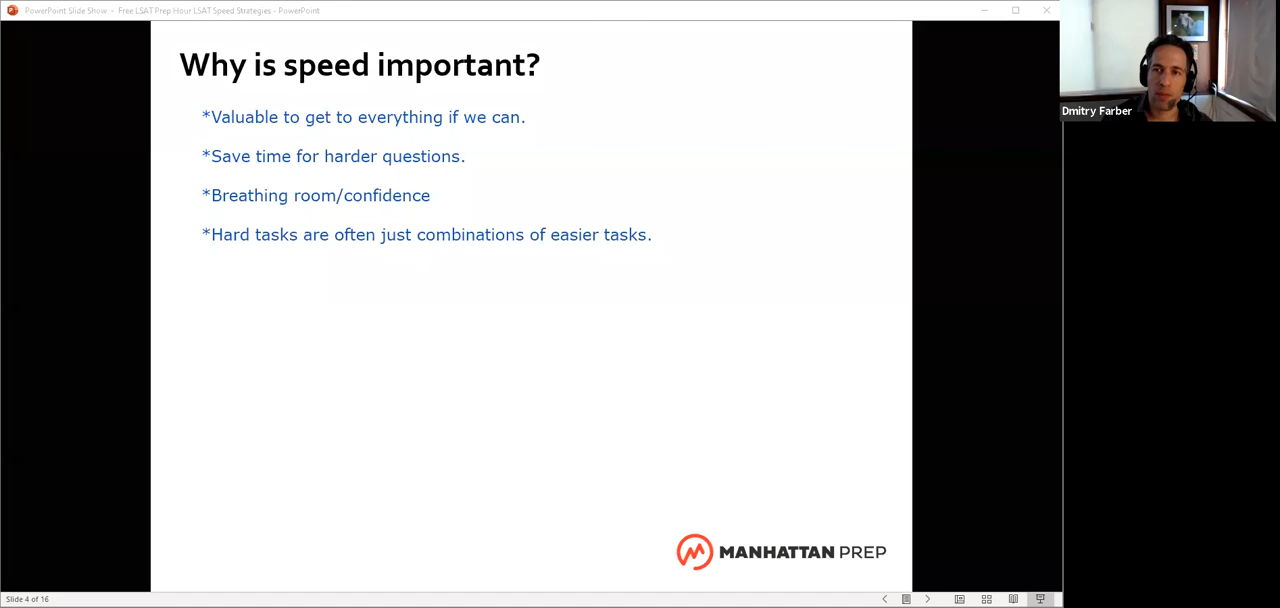 PowerPoint Slide Show - Free LSAT Prep Hour LSAT Speed Strategies - PowerPoint
Dmitry Farber
Why is speed important?
*Valuable to get to everything if we can.
*Save time for harder questions.
*Breathing room/confidence
*Hard tasks are often just combinations of easier tasks.
MANHATTAN PREP
Slide 4 of 16